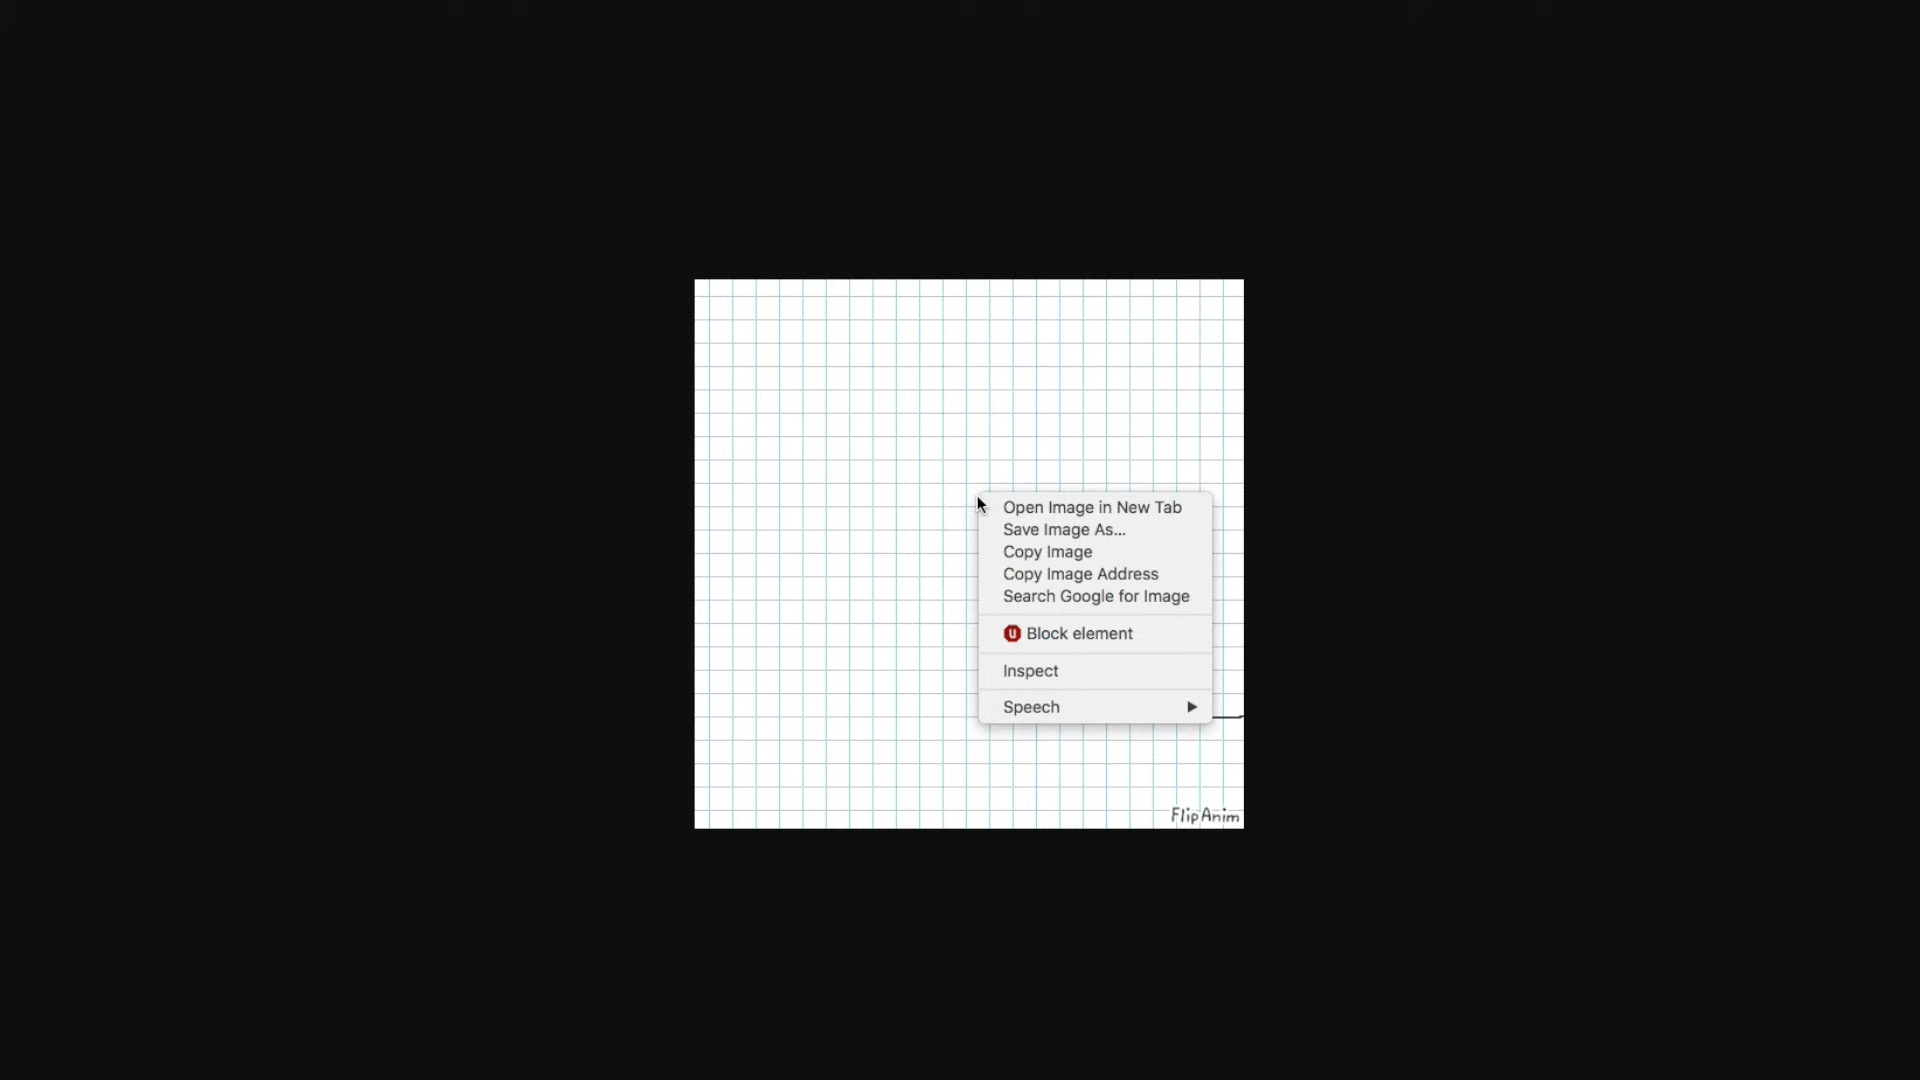 Open Image in New Tab
Save Image As...
Copy Image
Copy Image Address
Search Google for Image
Block element
Inspect
Speech
FlipAnim